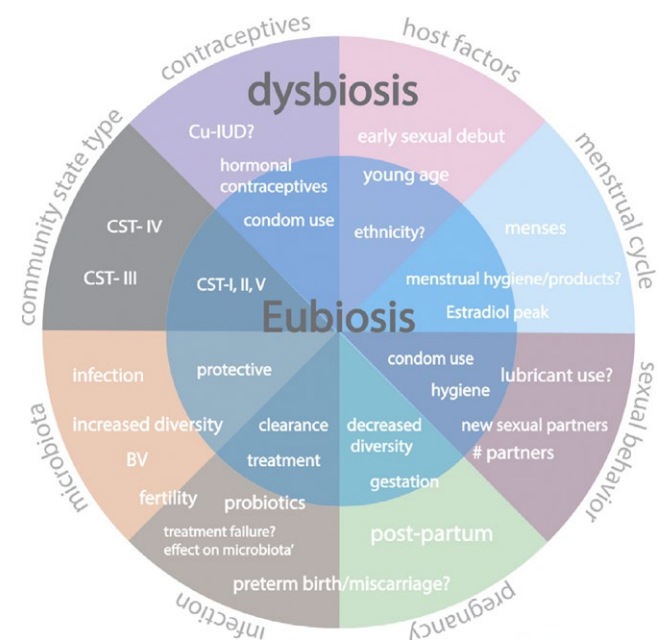 contraceptives
host factors
dysbiosis
Cu-IUD?
early sexual debut
hormonal
contraceptives
young age
menstrual cycle
community state type
condom use
ethnicity?
menses
CST- IV
CST- III
CST-I, II, V
menstrual hygiene/products?
Estradiol peak
Eubiosis
infection
protective
condom use
hygiene
lubricant use?
sexual behavior
increased diversity
BV
clearance
treatment
decreased
diversity
new sexual partners
# partners
microbiota
fertility
probiotics
gestation
treatment failure?
effect on microbiota'
post-partum
preterm birth/miscarriage?
infection
pregnancy